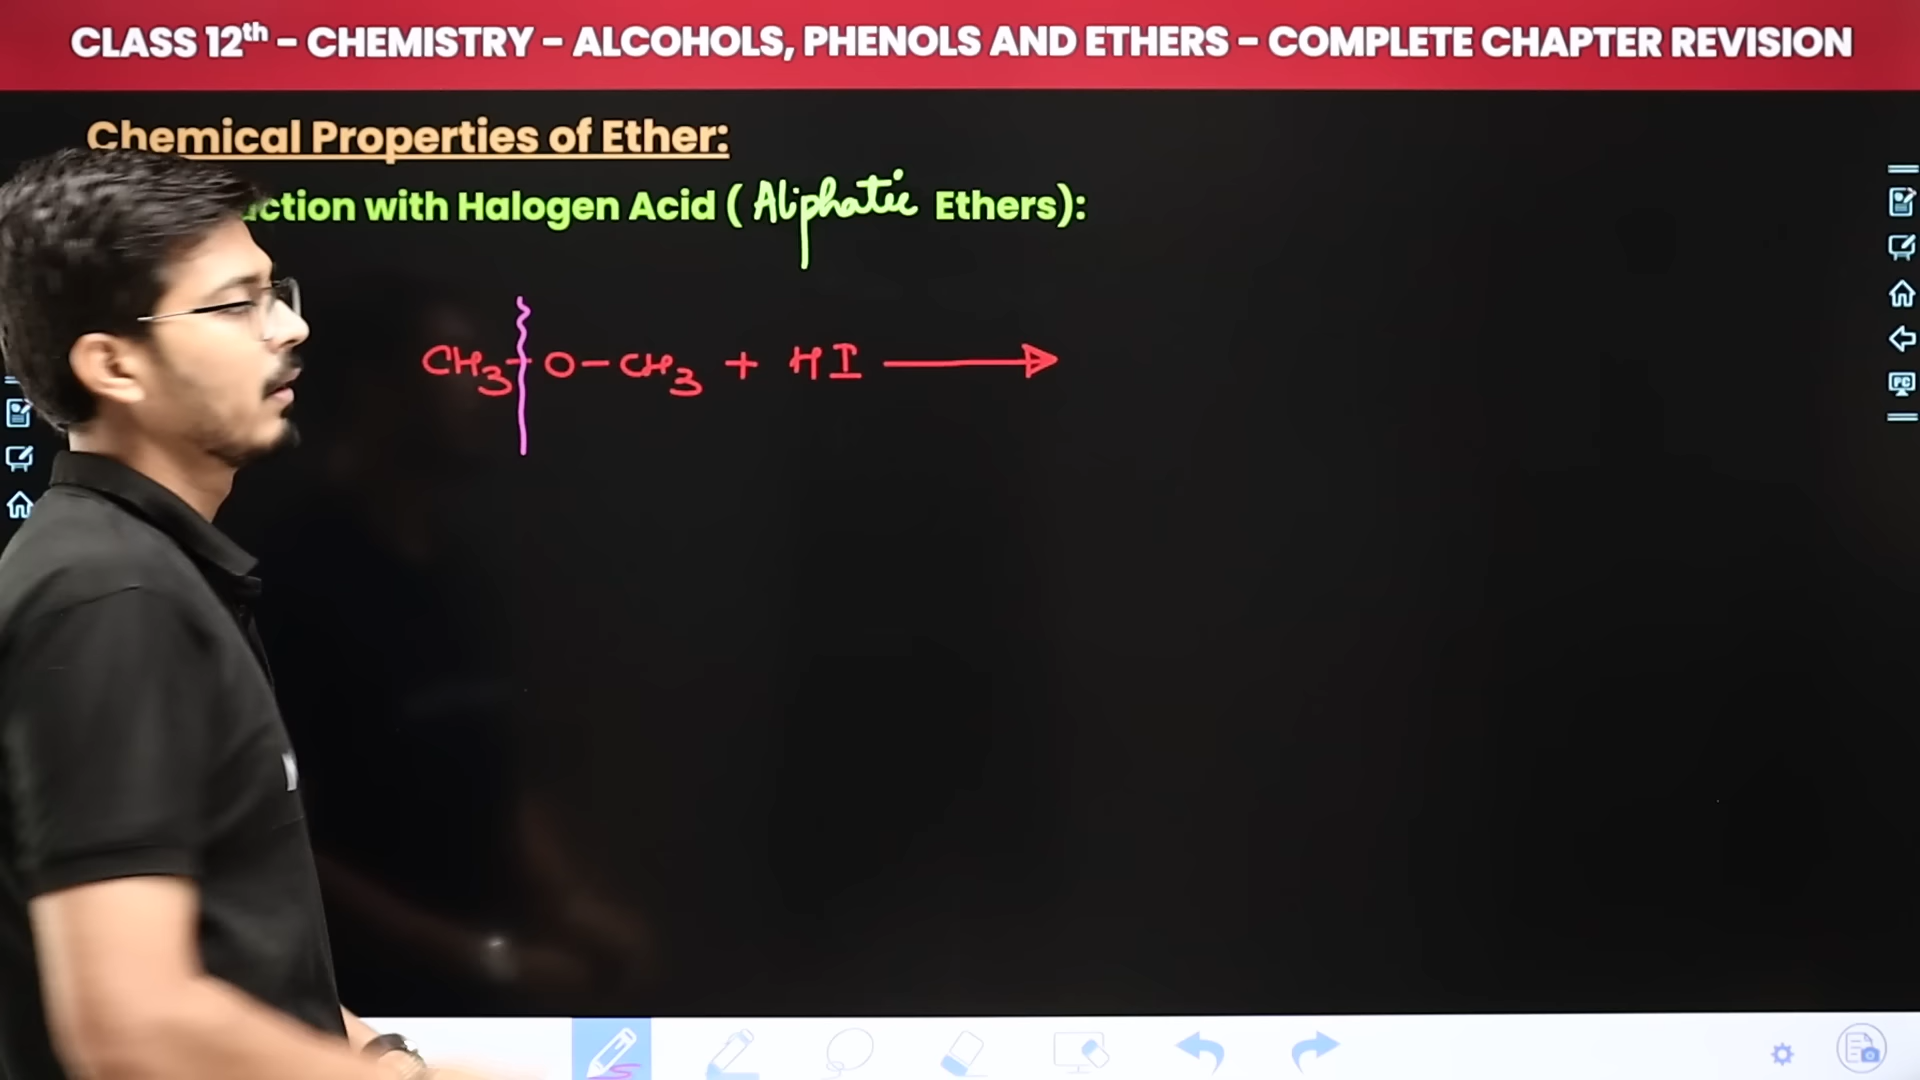 CLASS 12th - CHEMISTRY - ALCOHOLS, PHENOLS AND ETHERS - COMPLETE CHAPTER REVISION
Chemical Properties of Ether:
with Halogen Acid ( Aliphatic Ethers):
CH3 - O - CH3 + HI →